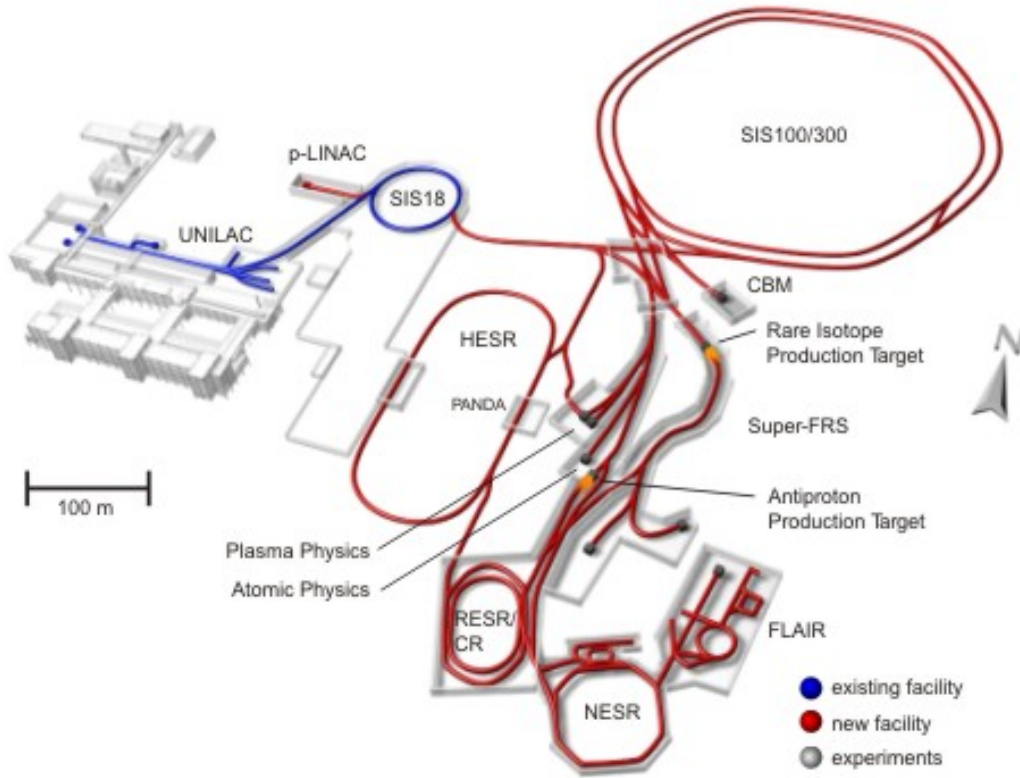 SIS100/300
p-LINAC
SIS18
UNILAC
CBM
HESR
Rare Isotope
Production Target
N
PANDA
Super-FRS
100 m
Antiproton
Production Target
Plasma Physics
Atomic Physics
RESR/
CR
FLAIR
NESR
existing facility
new facility
experiments